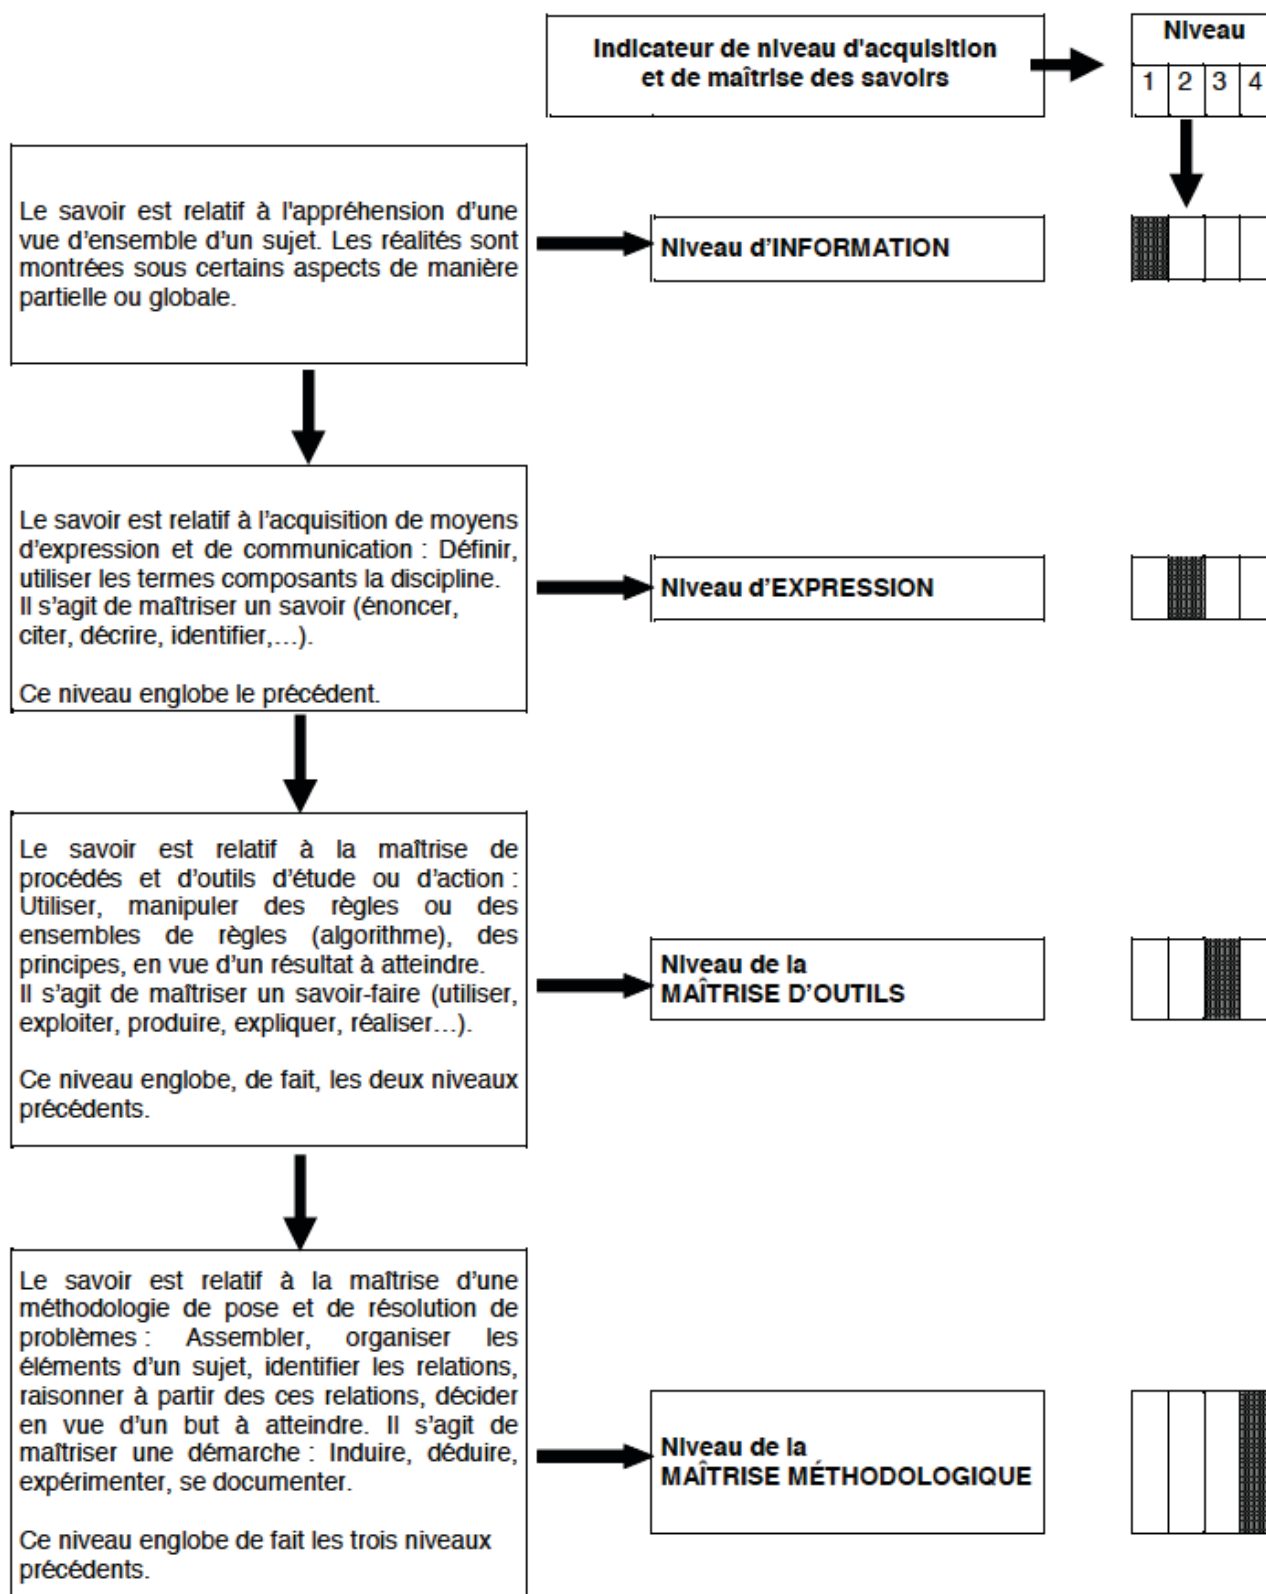 Indicateur de niveau d'acquisition
et de maîtrise des savoirs
Niveau
1 2 3 4
Le savoir est relatif à l'appréhension d'une
vue d'ensemble d'un sujet. Les réalités sont
montrées sous certains aspects de manière
partielle ou globale.
Niveau d'INFORMATION
Le savoir est relatif à l'acquisition de moyens
d'expression et de communication : Définir,
utiliser les termes composants la discipline.
Il s'agit de maîtriser un savoir (énoncer,
citer, décrire, identifier,…).
Ce niveau englobe le précédent.
Niveau d'EXPRESSION
Le savoir est relatif à la maîtrise de
procédés et d'outils d'étude ou d'action :
Utiliser, manipuler des règles ou des
ensembles de règles (algorithme), des
principes, en vue d'un résultat à atteindre.
Il s'agit de maîtriser un savoir-faire (utiliser,
exploiter, produire, expliquer, réaliser…).
Ce niveau englobe, de fait, les deux niveaux
précédents.
Niveau de la
MAÎTRISE D'OUTILS
Le savoir est relatif à la maîtrise d'une
méthodologie de pose et de résolution de
problèmes : Assembler, organiser les
éléments d'un sujet, identifier les relations,
raisonner à partir des ces relations, décider
en vue d'un but à atteindre. Il s'agit de
maîtriser une démarche : Induire, déduire,
expérimenter, se documenter.
Ce niveau englobe de fait les trois niveaux
précédents.
Niveau de la
MAÎTRISE MÉTHODOLOGIQUE